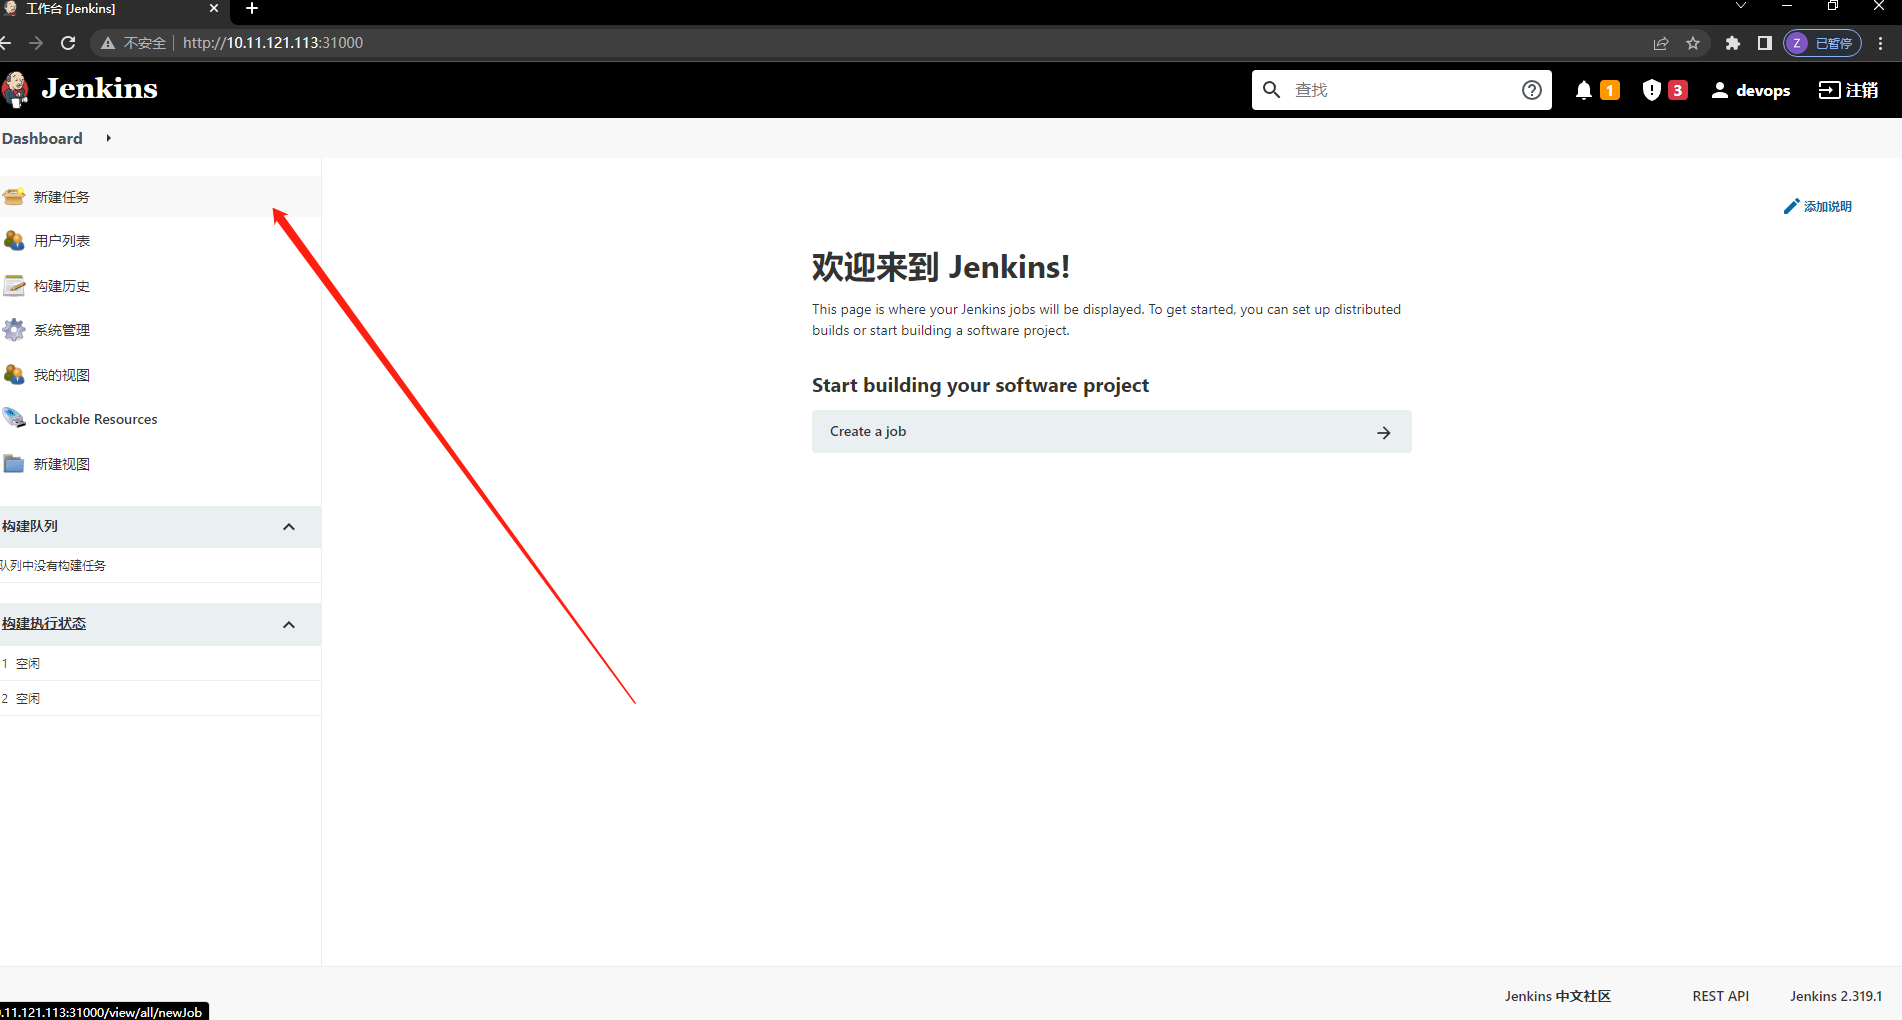 工作台 [Jenkins]
不安全 http://10.11.121.113:31000
已暂停
Z
Jenkins
查找
1
3
devops
注销
Dashboard
新建任务
用户列表
构建历史
系统管理
我的视图
Lockable Resources
新建视图
构建队列
队列中没有构建任务
构建执行状态
1 空闲
2 空闲
添加说明
欢迎来到 Jenkins!
This page is where your Jenkins jobs will be displayed. To get started, you can set up distributed
builds or start building a software project.
Start building your software project
Create a job
Jenkins 中文社区
REST API
Jenkins 2.319.1
.11.121.113:31000/view/all/newJob